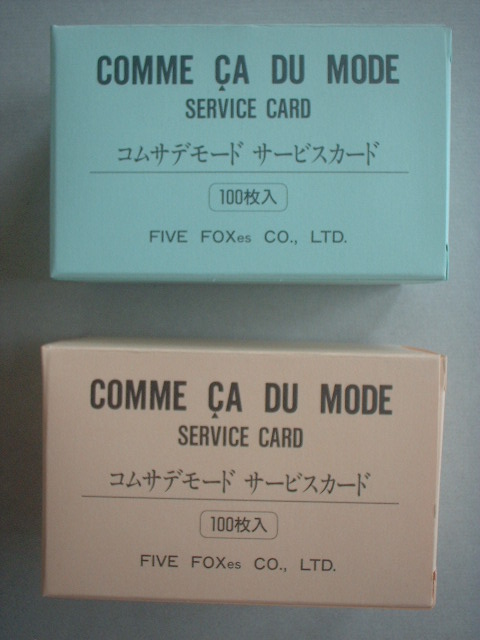 COMME ÇA DU MODE
SERVICE CARD
コムサデモード サービスカード
100枚入
FIVE FOXes CO., LTD.
COMME ÇA DU MODE
SERVICE CARD
コムサデモード サービスカード
100枚入
FIVE FOXes CO., LTD.